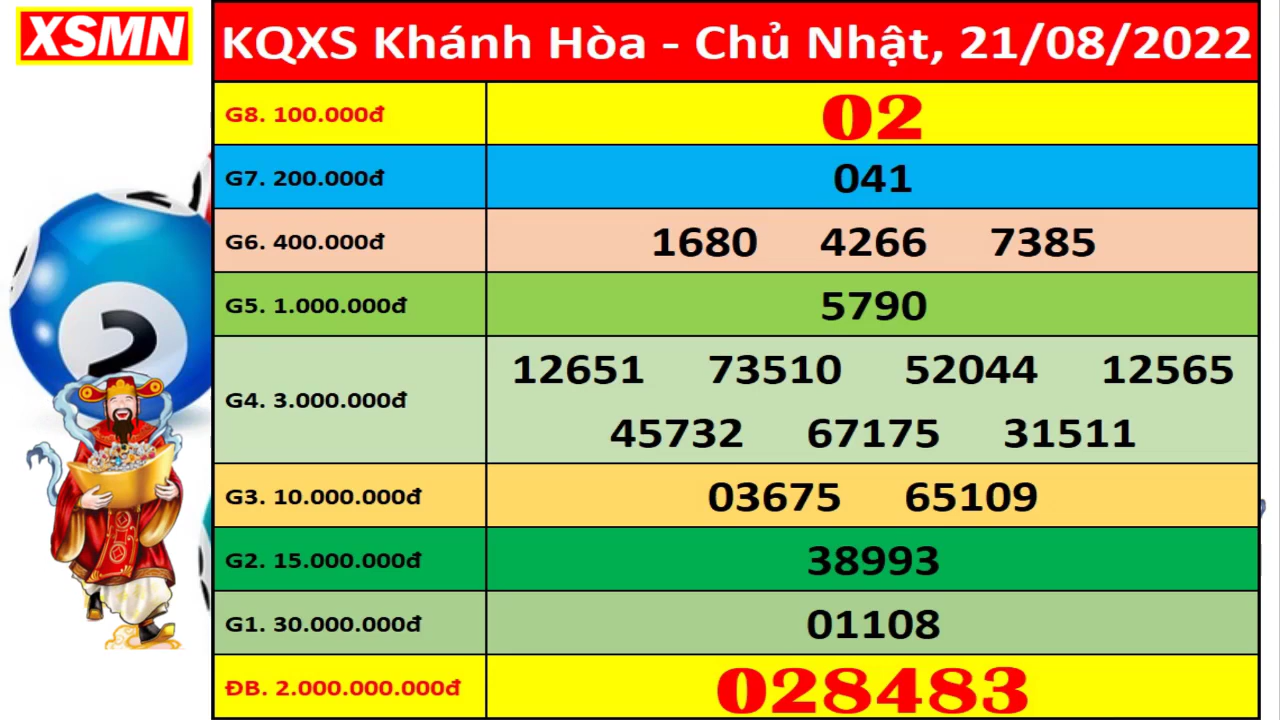 XSMN
KQXS Khánh Hòa - Chủ Nhật, 21/08/2022
G8. 100.000đ 02
G7. 200.000đ 041
G6. 400.000đ 1680 4266 7385
G5. 1.000.000đ 5790
G4. 3.000.000đ 12651 73510 52044 12565
45732 67175 31511
G3. 10.000.000đ 03675 65109
G2. 15.000.000đ 38993
G1. 30.000.000đ 01108
ĐB. 2.000.000.000đ 028483
2